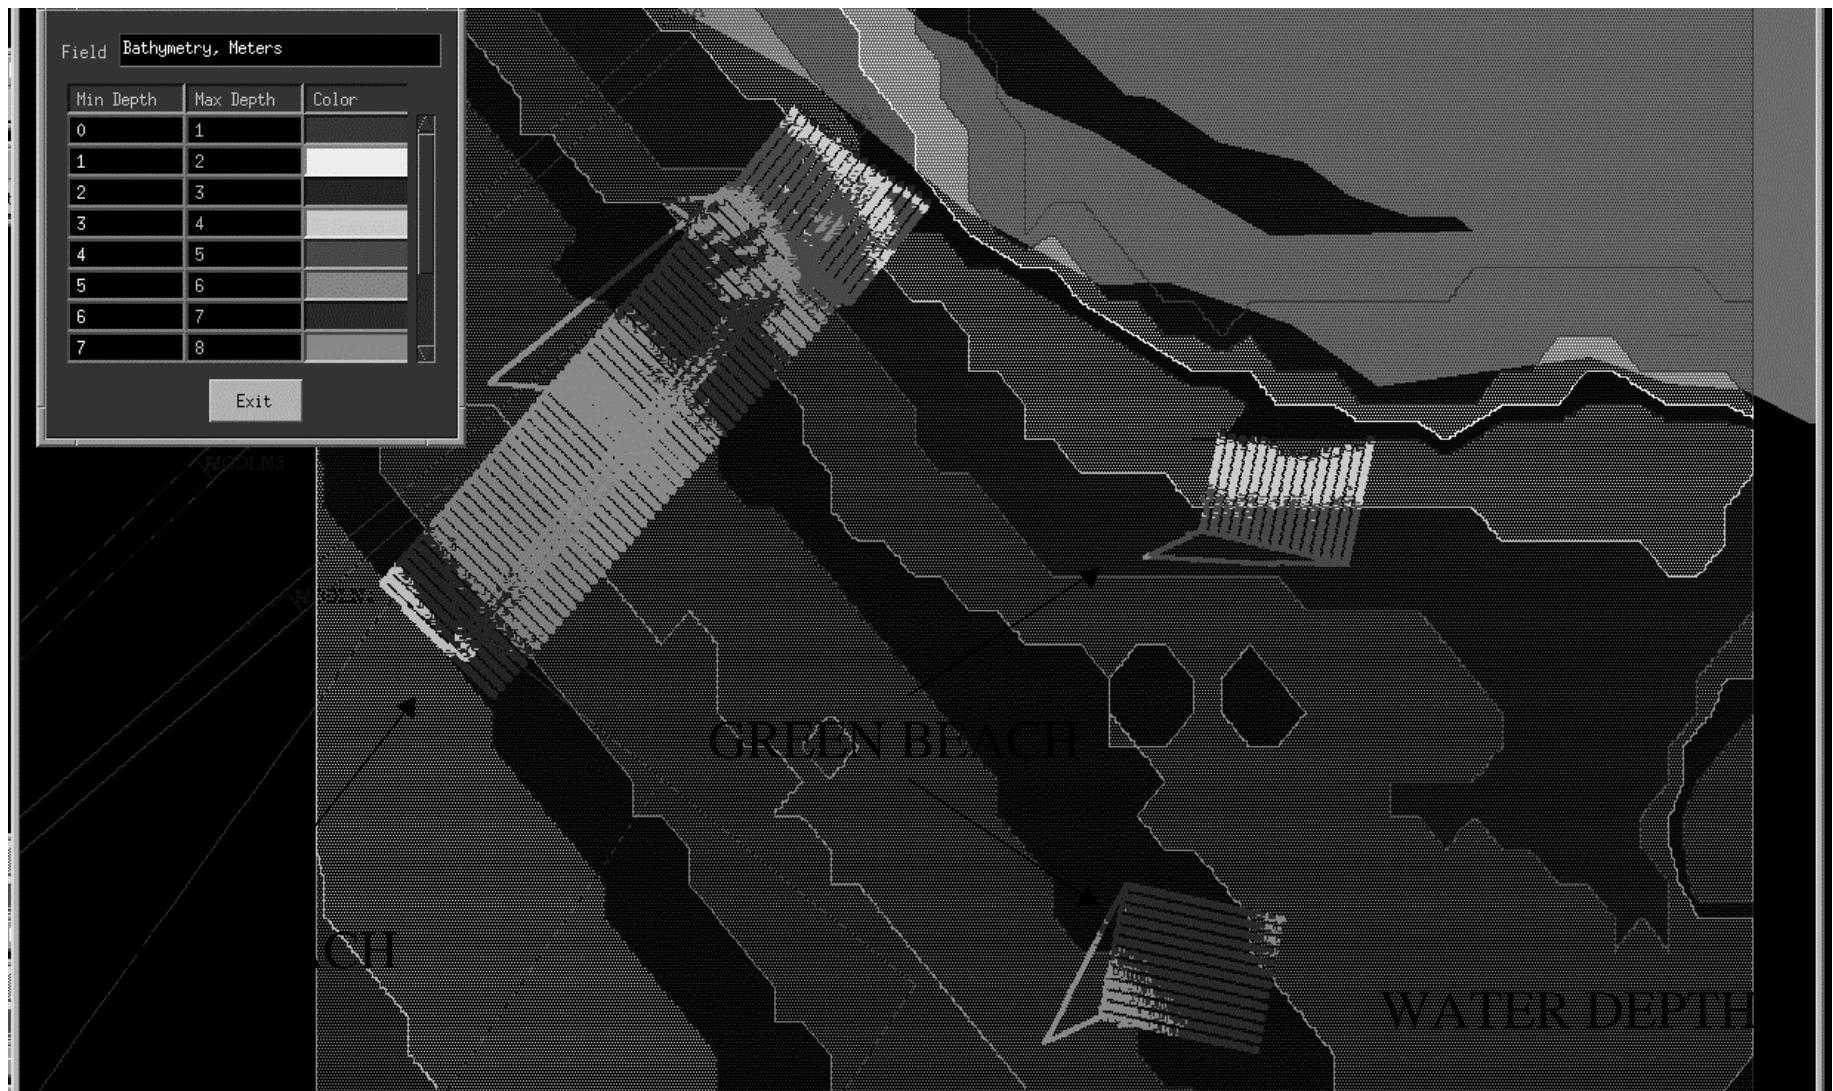 Field Bathymetry, Meters
Min Depth Max Depth Color
0 1
1 2
2 3
3 4
4 5
5 6
6 7
7 8
Exit
GREEN BEACH
CH
WATER DEPTH